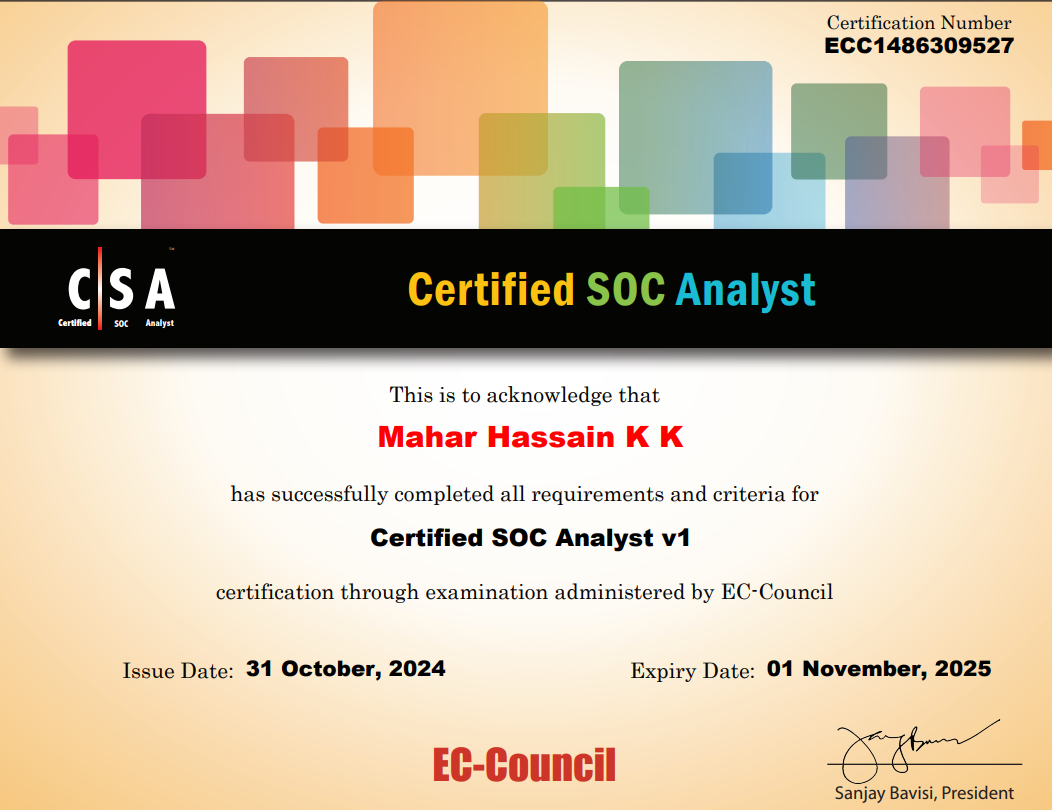 Certification Number
ECC1486309527
C S A ™
Certified SOC Analyst
Certified SOC Analyst
This is to acknowledge that
Mahar Hassain K K
has successfully completed all requirements and criteria for
Certified SOC Analyst v1
certification through examination administered by EC-Council
Issue Date: 31 October, 2024 Expiry Date: 01 November, 2025
EC-Council
Sanjay Bavisi, President